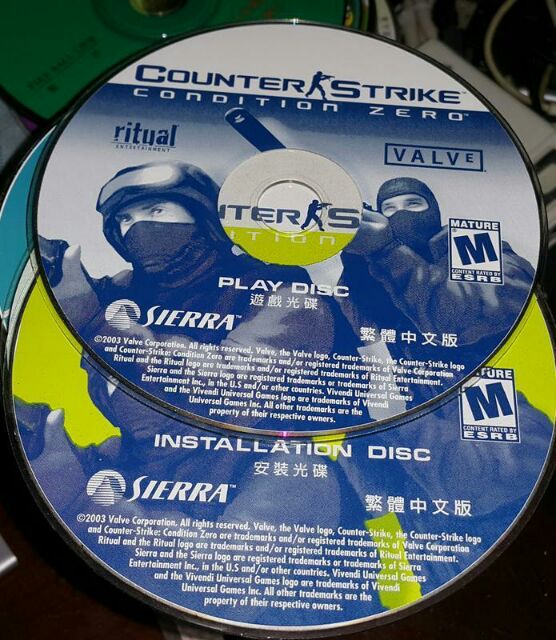 COUNTER STRIKE™
CONDITION ZERO™
ritual
ENTERTAINMENT
VALVE
NTER S
ITION
MATURE
M
CONTENT RATED BY
ESRB
PLAY DISC
遊戲光碟
SIERRA™
繁體中文版
©2003 Valve Corporation. All rights reserved. Valve, the Valve logo, Counter-Strike, the Counter-Strike logo
and Counter-Strike: Condition Zero are trademarks and/or registered trademarks of Valve Corporation
Ritual and the Ritual logo are trademarks and/or registered trademarks of Ritual Entertainment.
Sierra and the Sierra logo are registered trademarks or trademarks of Sierra
Entertainment Inc., in the U.S and/or other countries. Vivendi Universal Games
and the Vivendi Universal Games logo are trademarks of Vivendi
Universal Games Inc. All other trademarks are the
property of their respective owners.
TURE
M
CONTENT RATED BY
ESRB
INSTALLATION DISC
安裝光碟
SIERRA™
繁體中文版
©2003 Valve Corporation. All rights reserved. Valve, the Valve logo, Counter-Strike, the Counter-Strike logo
and Counter-Strike: Condition Zero are trademarks and/or registered trademarks of Valve Corporation
Ritual and the Ritual logo are trademarks and/or registered trademarks of Ritual Entertainment.
Sierra and the Sierra logo are registered trademarks or trademarks of Sierra
Entertainment Inc., in the U.S and/or other countries. Vivendi Universal Games
and the Vivendi Universal Games logo are trademarks of Vivendi
Universal Games Inc. All other trademarks are the
property of their respective owners.